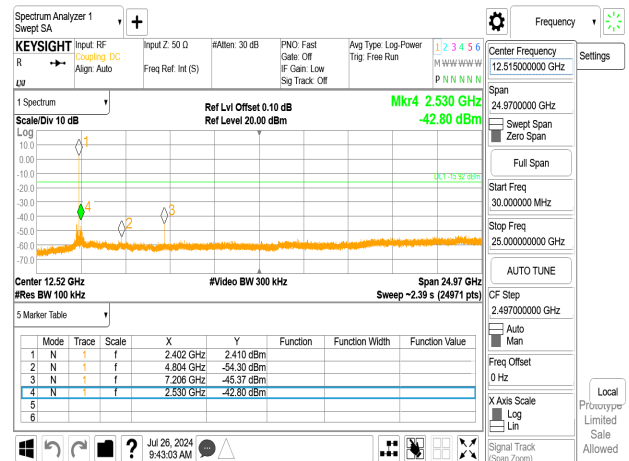 Spectrum Analyzer 1
Swept SA
Frequency
KEYSIGHT
R
LXI
Input: RF
Coupling: DC
Align: Auto
Input Z: 50 Ω
Freq Ref: Int (S)
#Atten: 30 dB
PNO: Fast
Gate: Off
IF Gain: Low
Sig Track: Off
Avg Type: Log-Power
Trig: Free Run
1 2 3 4 5 6
M W W W W W
P N N N N N
Center Frequency
12.515000000 GHz
Settings
1 Spectrum
Scale/Div 10 dB
Ref Lvl Offset 0.10 dB
Ref Level 20.00 dBm
Mkr4 2.530 GHz
-42.80 dBm
Span
24.9700000 GHz
Swept Span
Zero Span
Log
10.0
0.00
-10.0
-20.0
-30.0
-40.0
-50.0
-60.0
-70.0
1
2
3
4
DL1 -15.92 dBm
Full Span
Start Freq
30.000000 MHz
Stop Freq
25.000000000 GHz
Center 12.52 GHz
#Res BW 100 kHz
#Video BW 300 kHz
Span 24.97 GHz
Sweep ~2.39 s (24971 pts)
AUTO TUNE
CF Step
2.497000000 GHz
Auto
Man
5 Marker Table
Mode Trace Scale X Y Function Function Width Function Value
1 N 1 f 2.402 GHz 2.410 dBm
2 N 1 f 4.804 GHz -54.30 dBm
3 N 1 f 7.206 GHz -45.37 dBm
4 N 1 f 2.530 GHz -42.80 dBm
5
6
Freq Offset
0 Hz
X Axis Scale
Log
Lin
Local
Prototype
Limited
Sale
Allowed
Signal Track
(Span Zoom)
?
Jul 26, 2024
9:43:03 AM